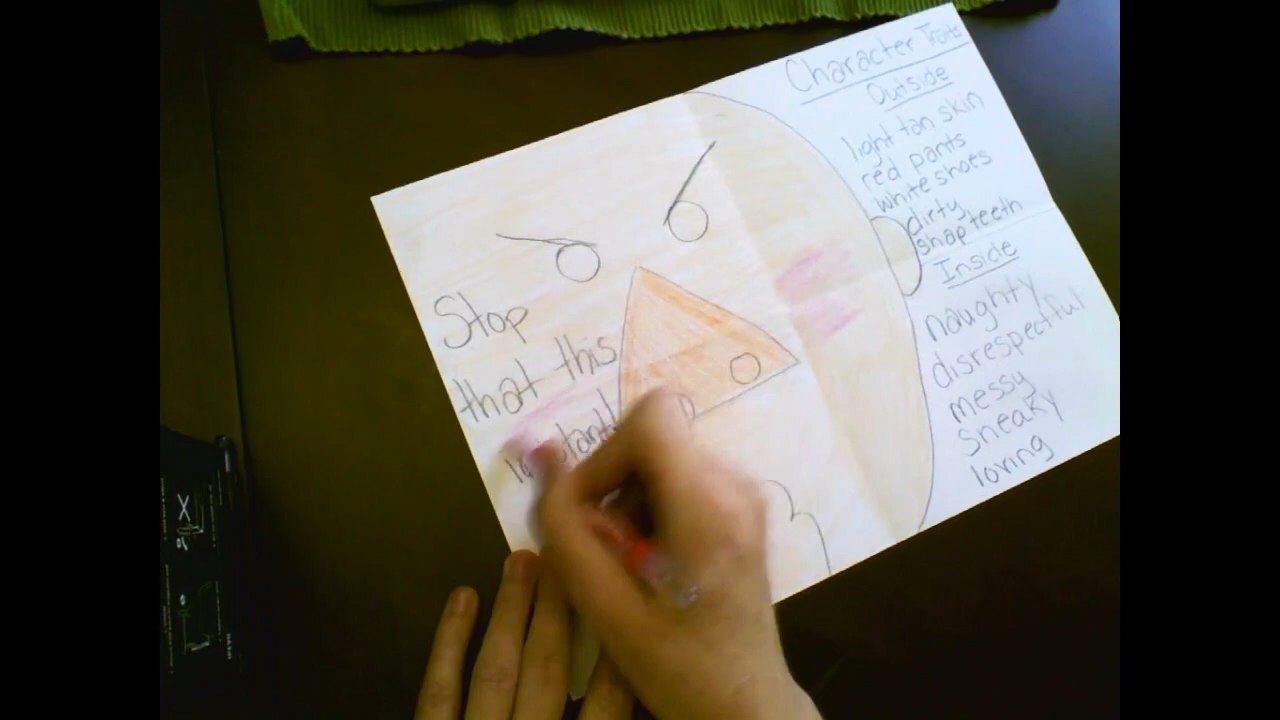 Character Traits
Outside
light tan skin
red pants
white shoes
dirty
shap teeth
Inside
naughty
disrespectful
messy
sneaky
loving
Stop
that this